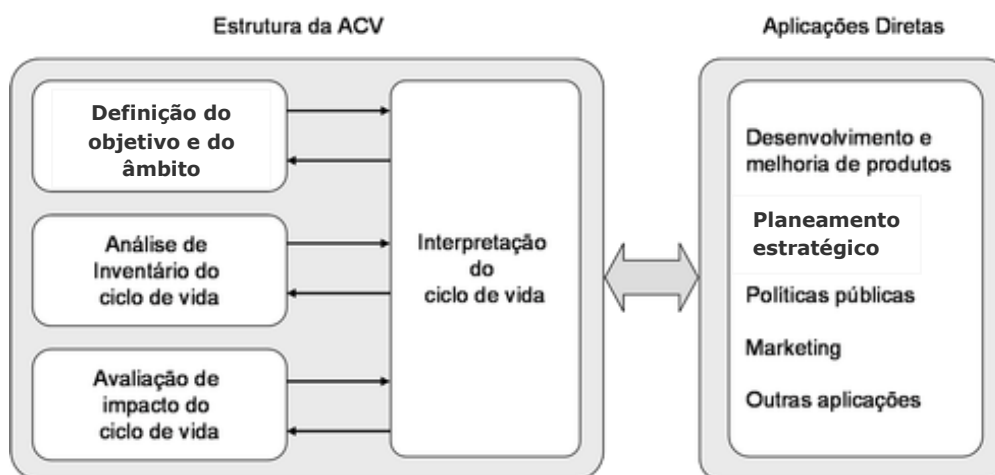 Estrutura da ACV
Definição do
objetivo e do
âmbito
Análise de
Inventário do
ciclo de vida
Avaliação de
impacto do
ciclo de vida
Interpretação
do
ciclo de vida
Aplicações Diretas
Desenvolvimento e
melhoria de produtos
Planeamento
estratégico
Políticas públicas
Marketing
Outras aplicações